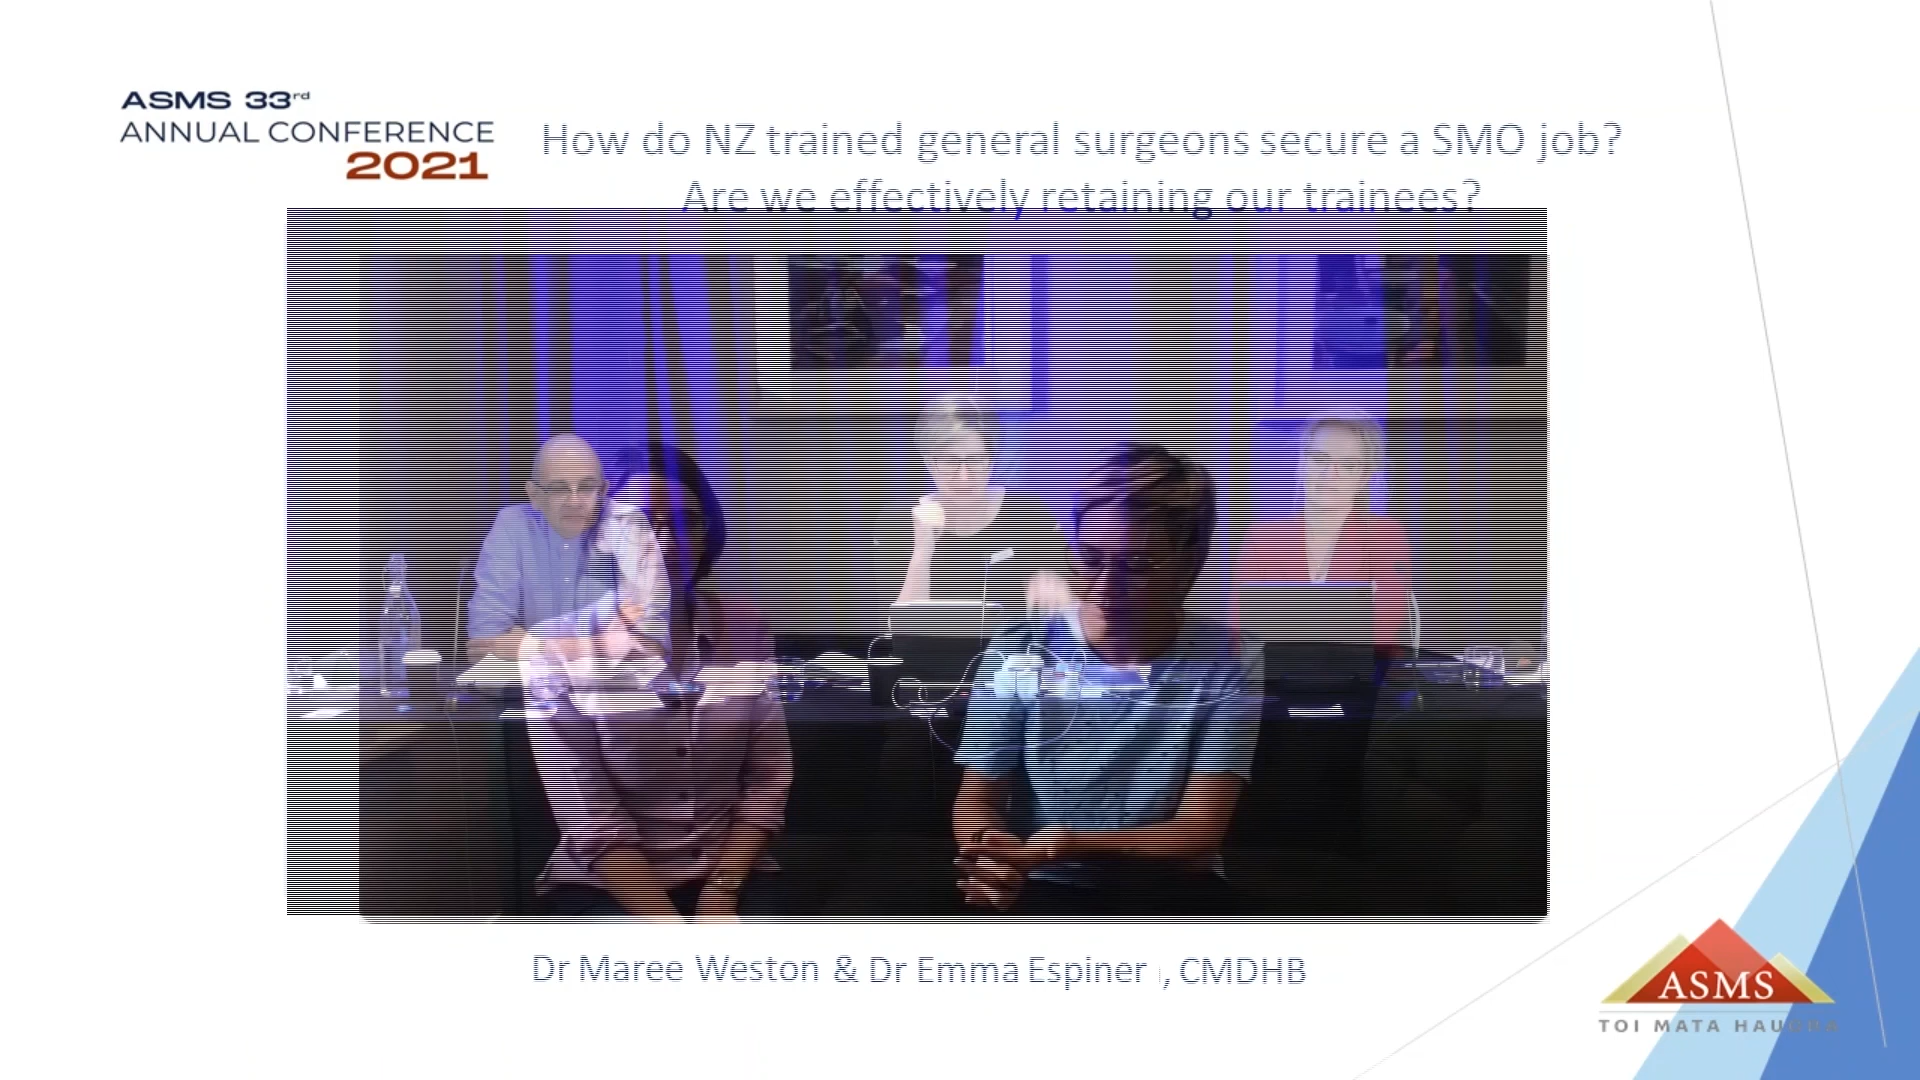 ASMS 33rd
ANNUAL CONFERENCE
2021
How do NZ trained general surgeons secure a SMO job?
Are we effectively retaining our trainees?
Dr Maree Weston & Dr Emma Espiner , CMDHB
ASMS
TOI MATA HAUORA